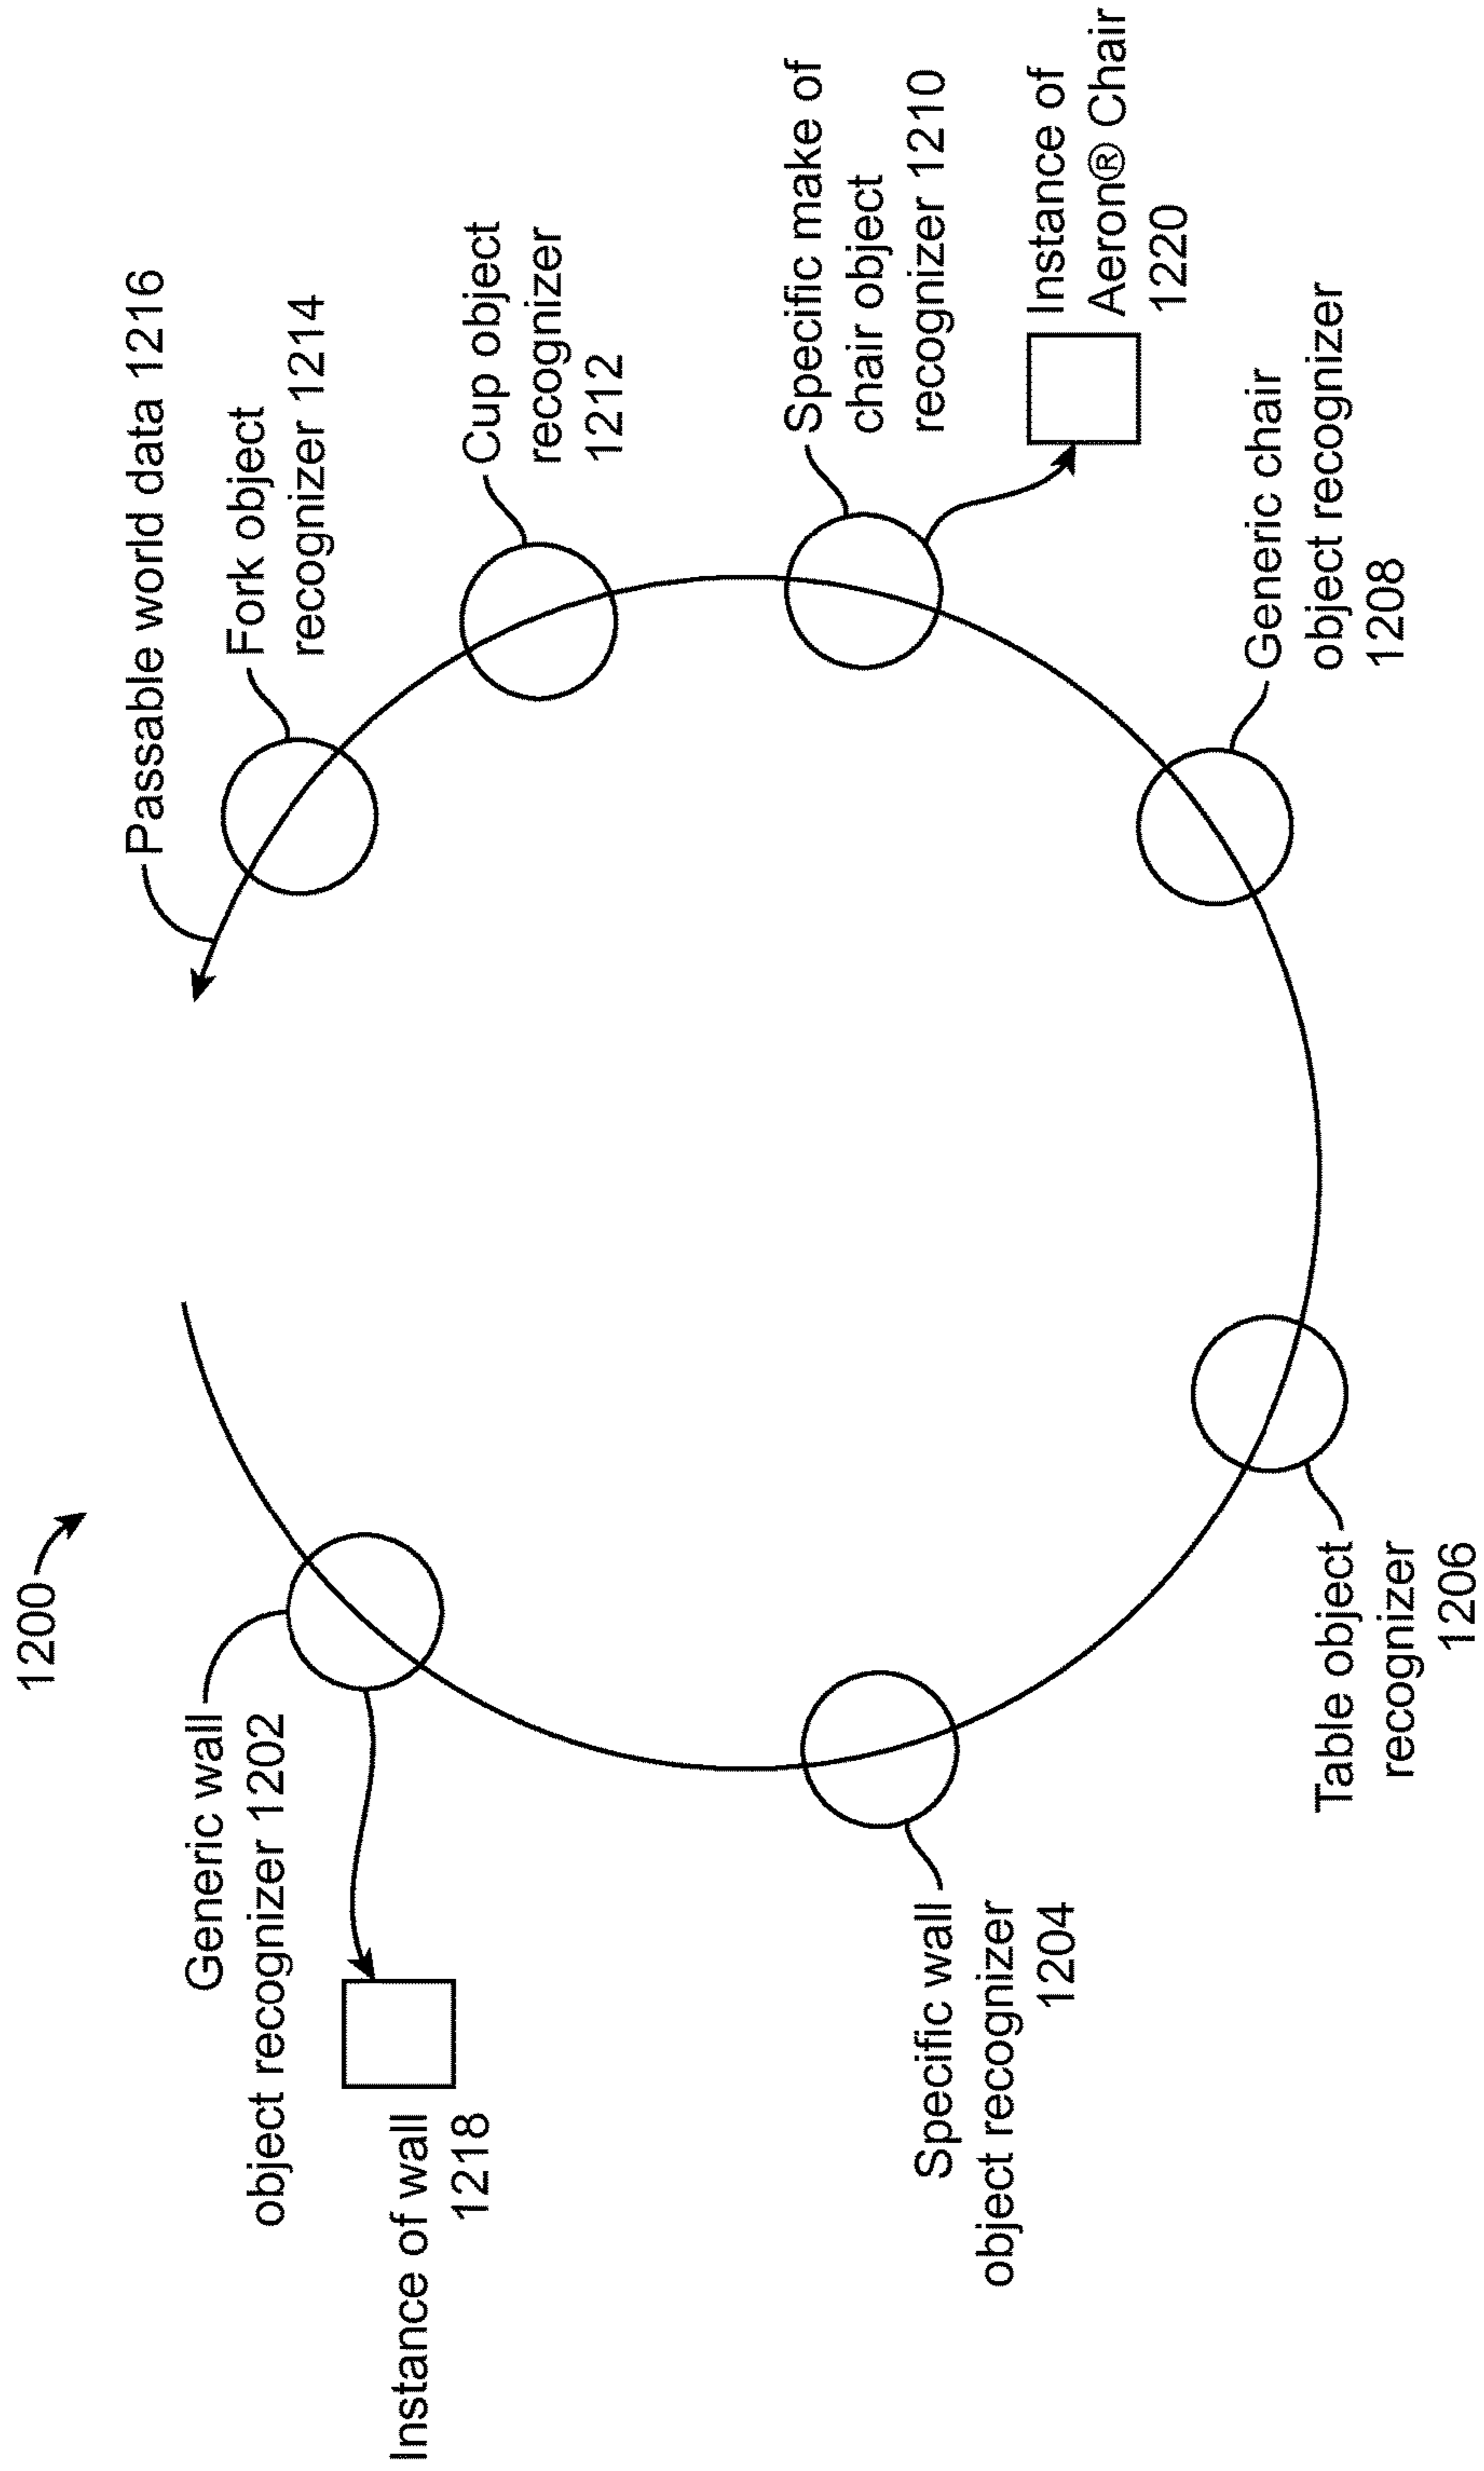 1200
Passable world data 1216
Generic wall
object recognizer 1202
Instance of wall
1218
Specific wall
object recognizer
1204
Table object
recognizer
1206
Generic chair
object recognizer
1208
Specific make of
chair object
recognizer 1210
Instance of
Aeron® Chair
1220
Cup object
recognizer
1212
Fork object
recognizer 1214